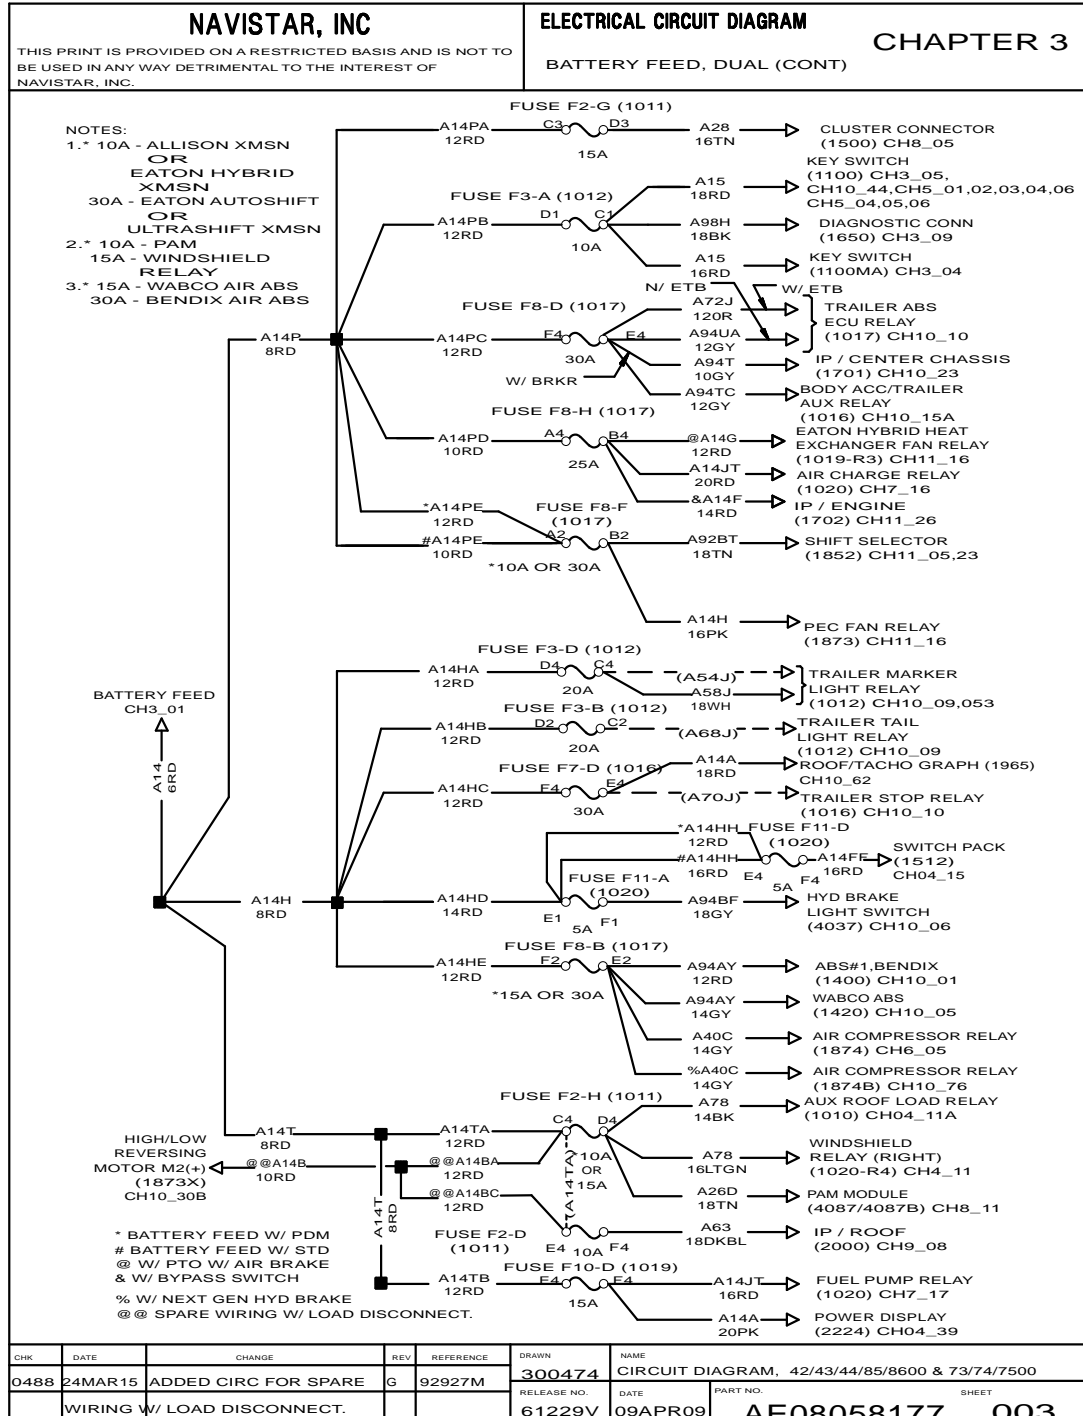 NAVISTAR, INC
THIS PRINT IS PROVIDED ON A RESTRICTED BASIS AND IS NOT TO
BE USED IN ANY WAY DETRIMENTAL TO THE INTEREST OF
NAVISTAR, INC.
ELECTRICAL CIRCUIT DIAGRAM
CHAPTER 3
BATTERY FEED, DUAL (CONT)
NOTES:
1.* 10A - ALLISON XMSN
OR
EATON HYBRID
XMSN
30A - EATON AUTOSHIFT
OR
ULTRASHIFT XMSN
2.* 10A - PAM
15A - WINDSHIELD
RELAY
3.* 15A - WABCO AIR ABS
30A - BENDIX AIR ABS
FUSE F2-G (1011)
A14PA
12RD
C3
D3
15A
A28
16TN
CLUSTER CONNECTOR
(1500) CH8_05
FUSE F3-A (1012)
A14PB
12RD
D1
C1
10A
A15
18RD
KEY SWITCH
(1100) CH3_05,
CH10_44,CH5_01,02,03,04,06
CH5_04,05,06
A98H
18BK
DIAGNOSTIC CONN
(1650) CH3_09
A15
16RD
KEY SWITCH
(1100MA) CH3_04
N/ ETB
W/ ETB
FUSE F8-D (1017)
A14P
8RD
A14PC
12RD
F4
E4
30A
W/ BRKR
A72J
120R
A94UA
12GY
TRAILER ABS
ECU RELAY
(1017) CH10_10
A94T
10GY
IP / CENTER CHASSIS
(1701) CH10_23
A94TC
12GY
BODY ACC/TRAILER
AUX RELAY
(1016) CH10_15A
FUSE F8-H (1017)
A14PD
10RD
A4
B4
25A
@A14G
12RD
EATON HYBRID HEAT
EXCHANGER FAN RELAY
(1019-R3) CH11_16
A14JT
20RD
AIR CHARGE RELAY
(1020) CH7_16
&A14F
14RD
IP / ENGINE
(1702) CH11_26
*A14PE
12RD
#A14PE
10RD
FUSE F8-F
(1017)
A2
B2
*10A OR 30A
A92BT
18TN
SHIFT SELECTOR
(1852) CH11_05,23
A14H
16PK
PEC FAN RELAY
(1873) CH11_16
FUSE F3-D (1012)
A14HA
12RD
D4
C4
20A
(A54J)
A58J
18WH
TRAILER MARKER
LIGHT RELAY
(1012) CH10_09,053
BATTERY FEED
CH3_01
A14
6RD
FUSE F3-B (1012)
A14HB
12RD
D2
C2
20A
(A68J)
TRAILER TAIL
LIGHT RELAY
(1012) CH10_09
FUSE F7-D (1016)
A14HC
12RD
F4
E4
30A
A14A
18RD
ROOF/TACHO GRAPH (1965)
CH10_62
(A70J)
TRAILER STOP RELAY
(1016) CH10_10
*A14HH
12RD
#A14HH
16RD
FUSE F11-D
(1020)
E4
F4
5A
A14FF
16RD
SWITCH PACK
(1512)
CH04_15
A14H
8RD
A14HD
14RD
FUSE F11-A
(1020)
E1
F1
5A
A94BF
18GY
HYD BRAKE
LIGHT SWITCH
(4037) CH10_06
FUSE F8-B (1017)
A14HE
12RD
F2
E2
*15A OR 30A
A94AY
12RD
ABS#1,BENDIX
(1400) CH10_01
A94AY
14GY
WABCO ABS
(1420) CH10_05
A40C
14GY
AIR COMPRESSOR RELAY
(1874) CH6_05
%A40C
14GY
AIR COMPRESSOR RELAY
(1874B) CH10_76
FUSE F2-H (1011)
A14T
8RD
A14TA
12RD
C4
D4
*10A
OR
15A
A78
14BK
AUX ROOF LOAD RELAY
(1010) CH04_11A
A78
16LTGN
WINDSHIELD
RELAY (RIGHT)
(1020-R4) CH4_11
A26D
18TN
PAM MODULE
(4087/4087B) CH8_11
HIGH/LOW
REVERSING
MOTOR M2(+)
(1873X)
CH10_30B
@@A14B
10RD
@@A14BA
12RD
@@A14BC
12RD
(A14TA)
A14T
8RD
FUSE F2-D
(1011)
E4
10A
F4
A63
18DKBL
IP / ROOF
(2000) CH9_08
FUSE F10-D (1019)
A14TB
12RD
E4
F4
15A
A14JT
16RD
FUEL PUMP RELAY
(1020) CH7_17
A14A
20PK
POWER DISPLAY
(2224) CH04_39
* BATTERY FEED W/ PDM
# BATTERY FEED W/ STD
@ W/ PTO W/ AIR BRAKE
& W/ BYPASS SWITCH
% W/ NEXT GEN HYD BRAKE
@@ SPARE WIRING W/ LOAD DISCONNECT.
CHK DATE CHANGE REV REFERENCE
0488 24MAR15 ADDED CIRC FOR SPARE G 92927M
WIRING W/ LOAD DISCONNECT.
DRAWN
300474
NAME
CIRCUIT DIAGRAM, 42/43/44/85/8600 & 73/74/7500
RELEASE NO.
61229V
DATE
09APR09
PART NO.
AE08058177
SHEET
003